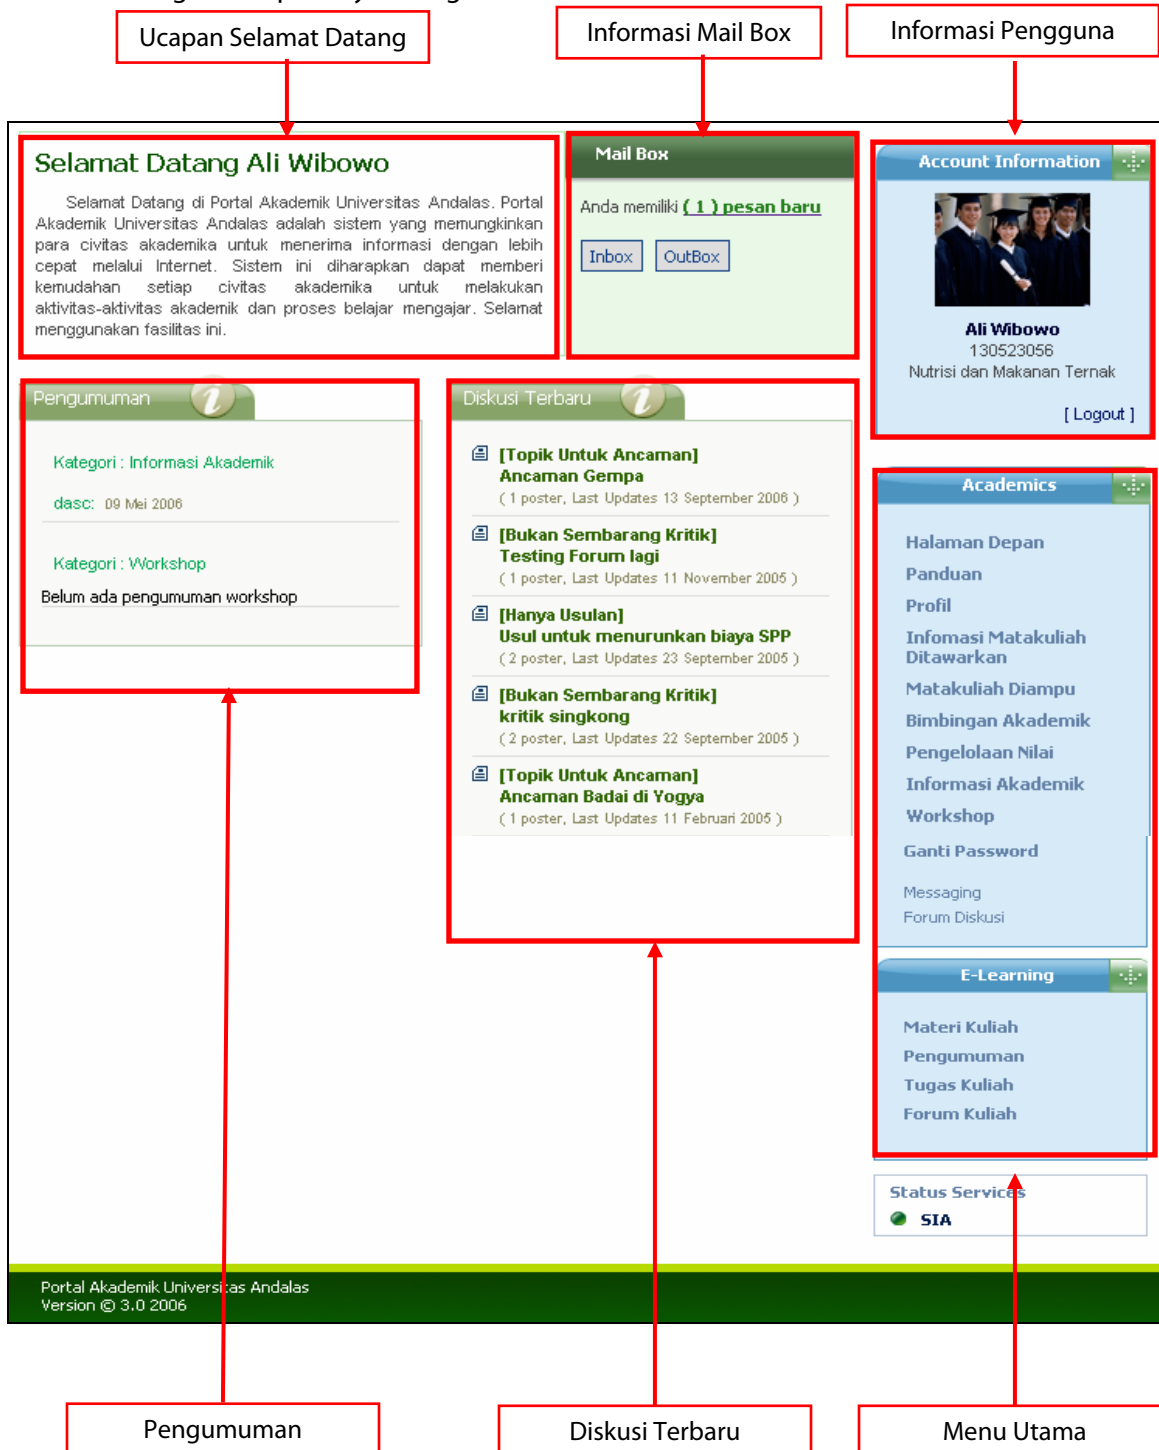 Ucapan Selamat Datang
Informasi Mail Box
Informasi Pengguna
Selamat Datang Ali Wibowo
Selamat Datang di Portal Akademik Universitas Andalas. Portal
Akademik Universitas Andalas adalah sistem yang memungkinkan
para civitas akademika untuk menerima informasi dengan lebih
cepat melalui Internet. Sistem ini diharapkan dapat memberi
kemudahan setiap civitas akademika untuk melakukan
aktivitas-aktivitas akademik dan proses belajar mengajar. Selamat
menggunakan fasilitas ini.
Mail Box
Anda memiliki ( 1 ) pesan baru
Inbox OutBox
Account Information
Ali Wibowo
130523056
Nutrisi dan Makanan Ternak
[ Logout ]
Pengumuman
Kategori : Informasi Akademik
dasc: 09 Mei 2006
Kategori : Workshop
Belum ada pengumuman workshop
Diskusi Terbaru
[Topik Untuk Ancaman]
Ancaman Gempa
( 1 poster, Last Updates 13 September 2006 )
[Bukan Sembarang Kritik]
Testing Forum lagi
( 1 poster, Last Updates 11 November 2005 )
[Hanya Usulan]
Usul untuk menurunkan biaya SPP
( 2 poster, Last Updates 23 September 2005 )
[Bukan Sembarang Kritik]
kritik singkong
( 2 poster, Last Updates 22 September 2005 )
[Topik Untuk Ancaman]
Ancaman Badai di Yogya
( 1 poster, Last Updates 11 Februari 2005 )
Academics
Halaman Depan
Panduan
Profil
Infomasi Matakuliah
Ditawarkan
Matakuliah Diampu
Bimbingan Akademik
Pengelolaan Nilai
Informasi Akademik
Workshop
Ganti Password
Messaging
Forum Diskusi
E-Learning
Materi Kuliah
Pengumuman
Tugas Kuliah
Forum Kuliah
Status Services
SIA
Portal Akademik Universitas Andalas
Version © 3.0 2006
Pengumuman
Diskusi Terbaru
Menu Utama